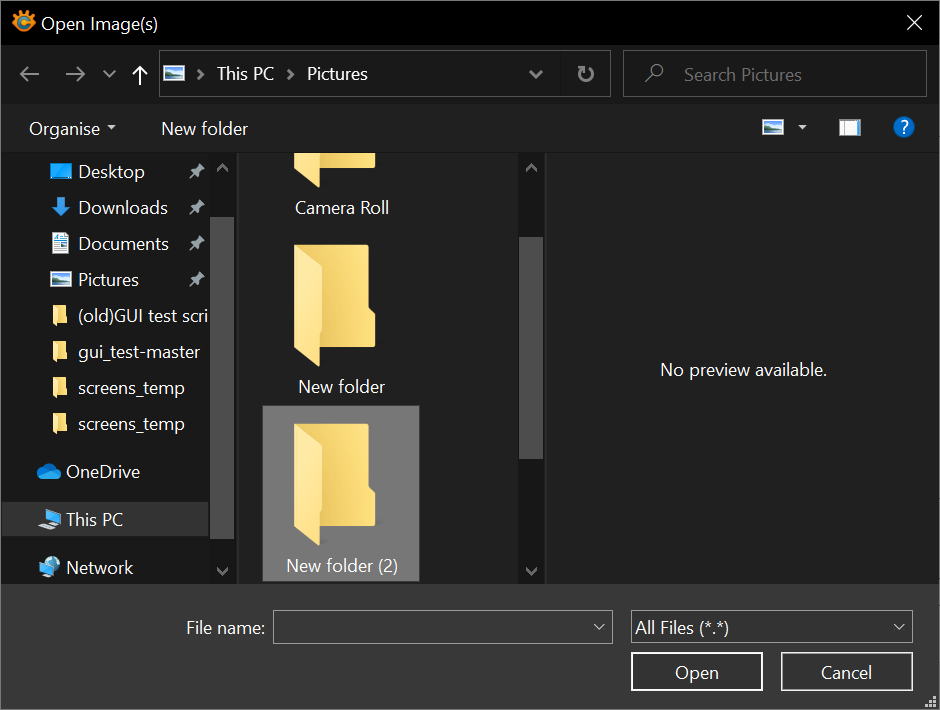 Open Image(s)
This PC
Pictures
Search Pictures
Organise
New folder
?
Desktop
Downloads
Documents
Pictures
(old)GUI test scri
gui_test-master
screens_temp
screens_temp
OneDrive
This PC
Network
Camera Roll
New folder
New folder (2)
No preview available.
File name:
All Files (*.*)
Open
Cancel